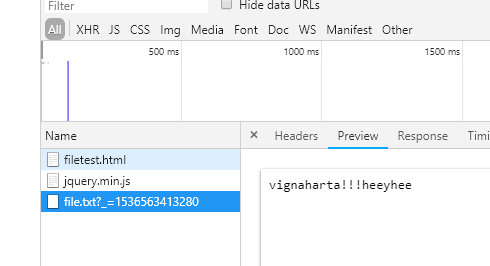 Filter
Hide data URLs
All XHR JS CSS Img Media Font Doc WS Manifest Other
500 ms 1000 ms 1500 ms
Name
× Headers Preview Response
filetest.html
jquery.min.js
file.txt?_=1536563413280
vignaharta!!!heeyhee